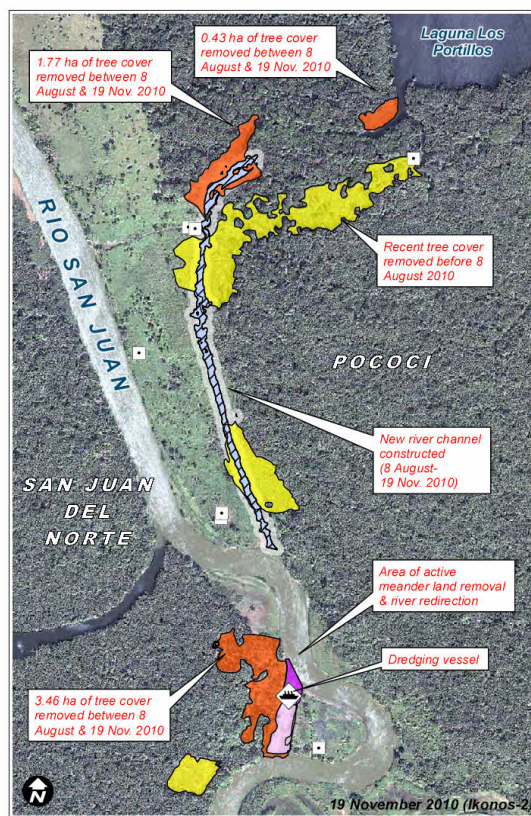 Laguna Los
Portillos
0.43 ha of tree cover
removed between 8
August & 19 Nov. 2010
1.77 ha of tree cover
removed between 8
August & 19 Nov. 2010
RIO SAN JUAN
Recent tree cover
removed before 8
August 2010
POCOCI
New river channel
constructed
(8 August-
19 Nov. 2010)
SAN JUAN
DEL
NORTE
Area of active
meander land removal
& river redirection
Dredging vessel
3.46 ha of tree cover
removed between 8
August & 19 Nov. 2010
N
19 November 2010 (Ikonos-2)